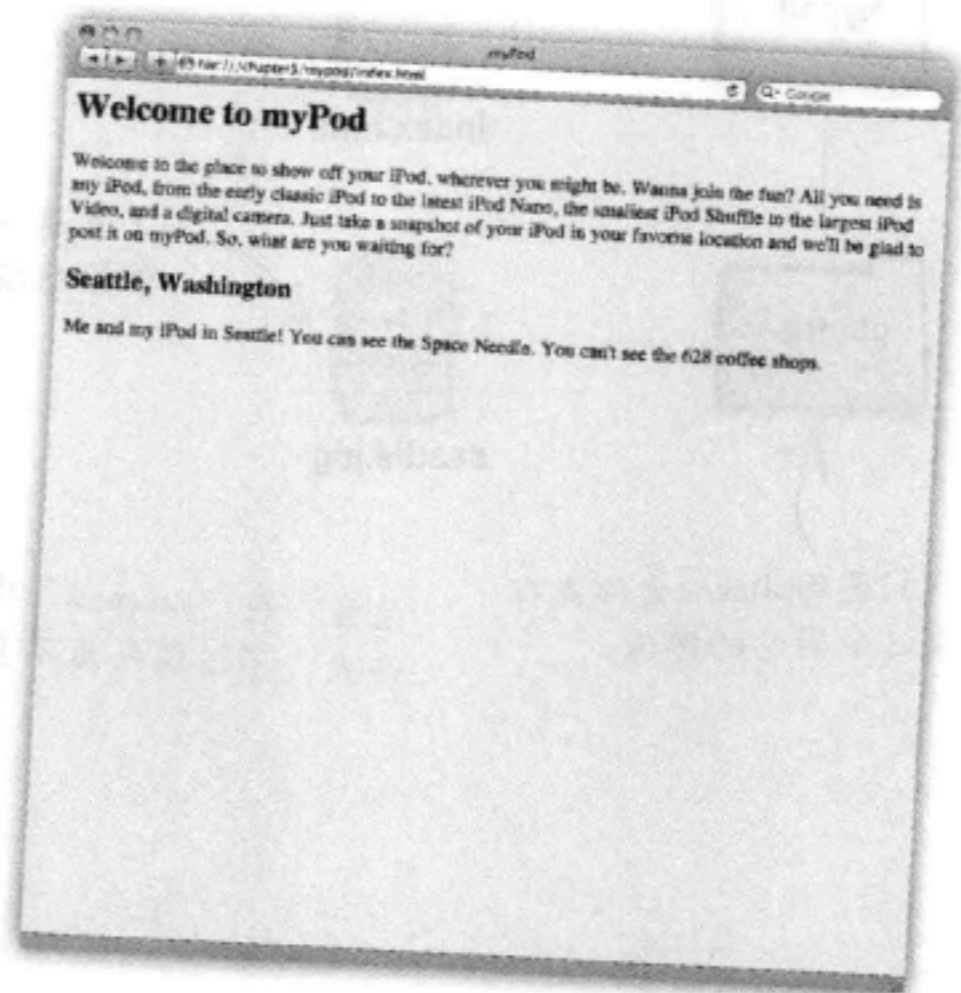 myPod
file:///chapter5/mypod/index.html
Google
Welcome to myPod
Welcome to the place to show off your iPod, wherever you might be. Wanna join the fun? All you need is
any iPod, from the early classic iPod to the latest iPod Nano, the smallest iPod Shuffle to the largest iPod
Video, and a digital camera. Just take a snapshot of your iPod in your favorite location and we'll be glad to
post it on myPod. So, what are you waiting for?
Seattle, Washington
Me and my iPod in Seattle! You can see the Space Needle. You can't see the 628 coffee shops.
index.html
seattle.jpg